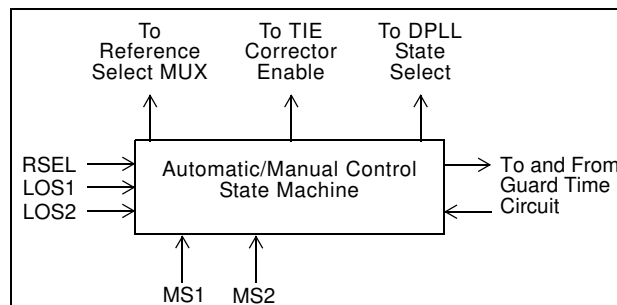 To
Reference
Select MUX
To TIE
Corrector
Enable
To DPLL
State
Select
RSEL
LOS1
LOS2
Automatic/Manual Control
State Machine
To and From
Guard Time
Circuit
MS1
MS2